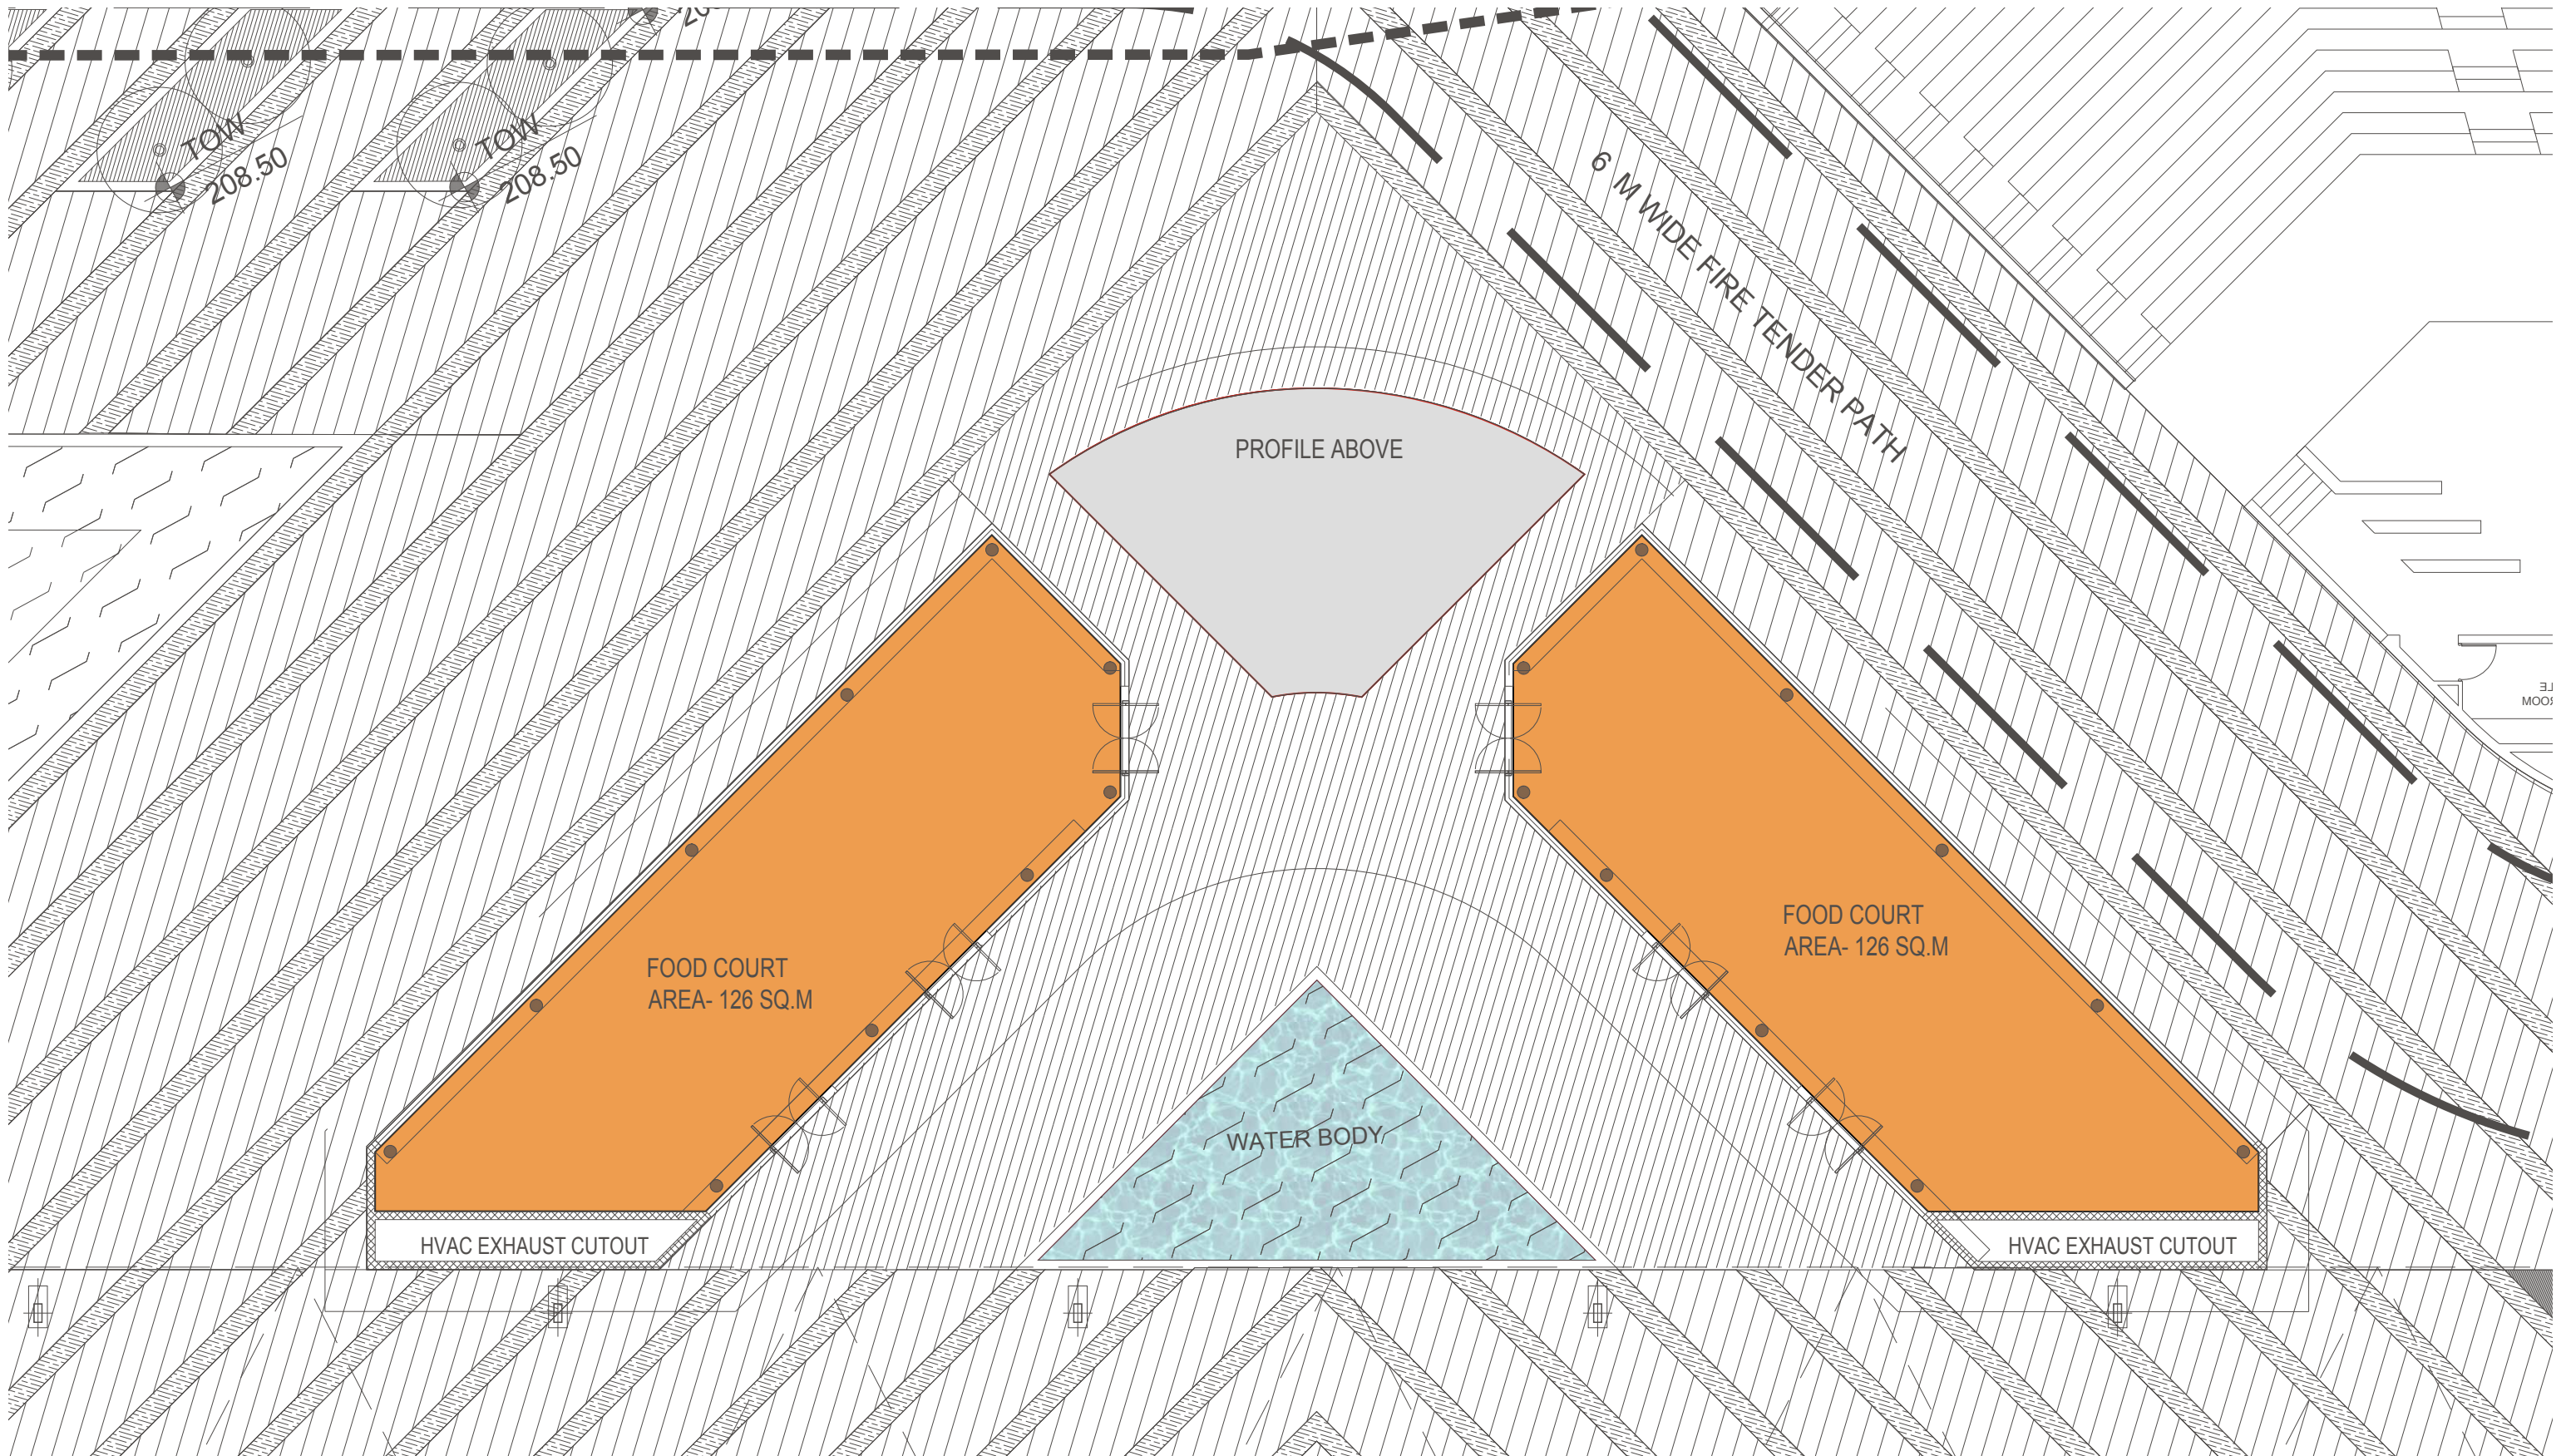 TOW
208.50
TOW
208.50
6 M WIDE FIRE TENDER PATH
PROFILE ABOVE
FOOD COURT
AREA- 126 SQ.M
FOOD COURT
AREA- 126 SQ.M
WATER BODY
HVAC EXHAUST CUTOUT
HVAC EXHAUST CUTOUT